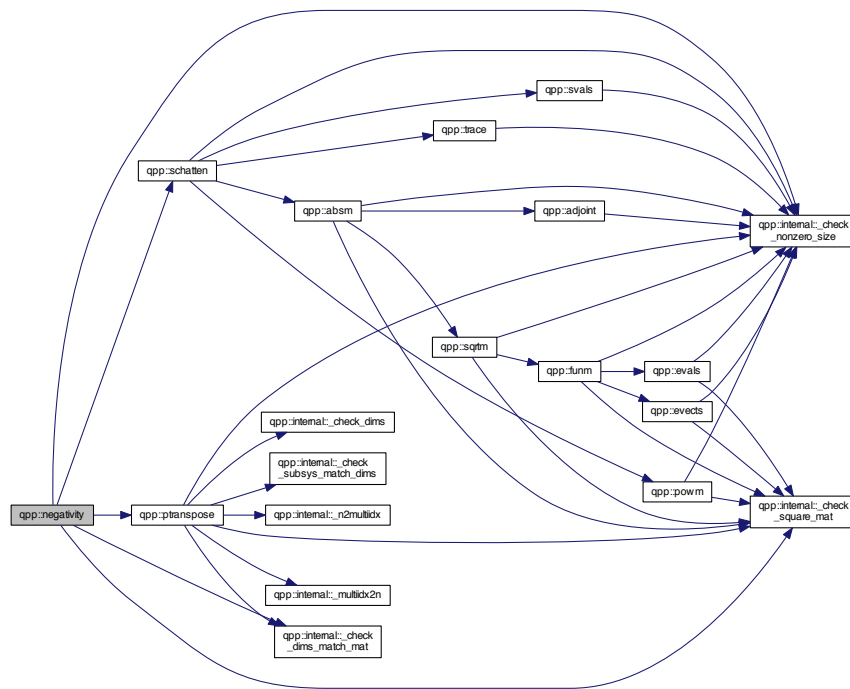 qpp::svals
qpp::trace
qpp::schatten
qpp::absm
qpp::adjoint
qpp::internal::_check
_nonzero_size
qpp::sqrtm
qpp::funm
qpp::evals
qpp::evects
qpp::internal::_check_dims
qpp::internal::_check
_subsys_match_dims
qpp::powm
qpp::negativity
qpp::ptranspose
qpp::internal::_n2multiidx
qpp::internal::_check
_square_mat
qpp::internal::_multiidx2n
qpp::internal::_check
_dims_match_mat